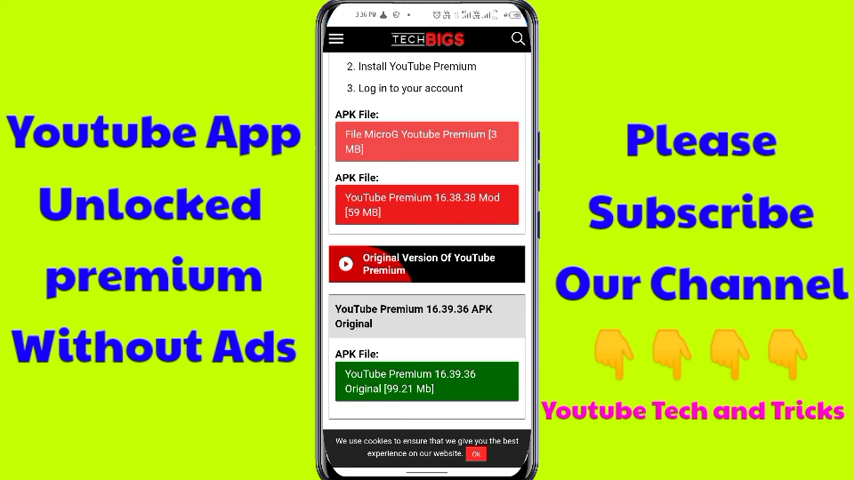 Youtube App
Unlocked
premium
Without Ads
3:36 PM
TECHBIGS
2. Install YouTube Premium
3. Log in to your account
APK File:
File MicroG Youtube Premium [3
MB]
APK File:
YouTube Premium 16.38.38 Mod
[59 MB]
Original Version Of YouTube
Premium
YouTube Premium 16.39.36 APK
Original
APK File:
YouTube Premium 16.39.36
Original [99.21 Mb]
We use cookies to ensure that we give you the best
experience on our website.
Ok
Please
Subscribe
Our Channel
Youtube Tech and Tricks